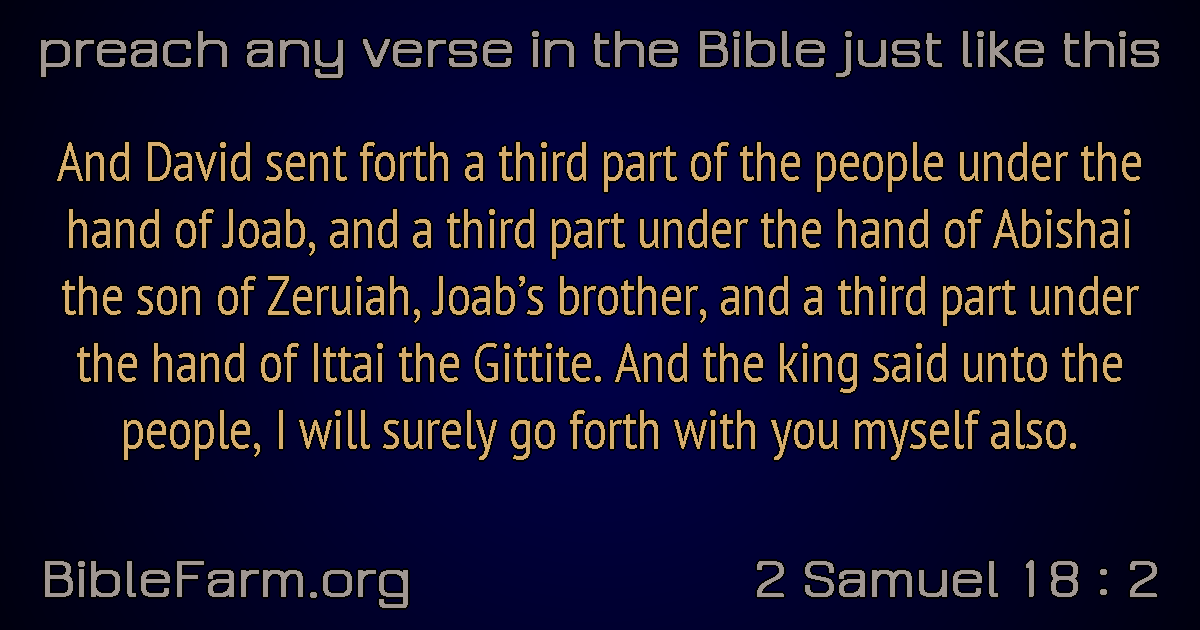 preach any verse in the Bible just like this
And David sent forth a third part of the people under the
hand of Joab, and a third part under the hand of Abishai
the son of Zeruiah, Joab’s brother, and a third part under
the hand of Ittai the Gittite. And the king said unto the
people, I will surely go forth with you myself also.
BibleFarm.org
2 Samuel 18 : 2